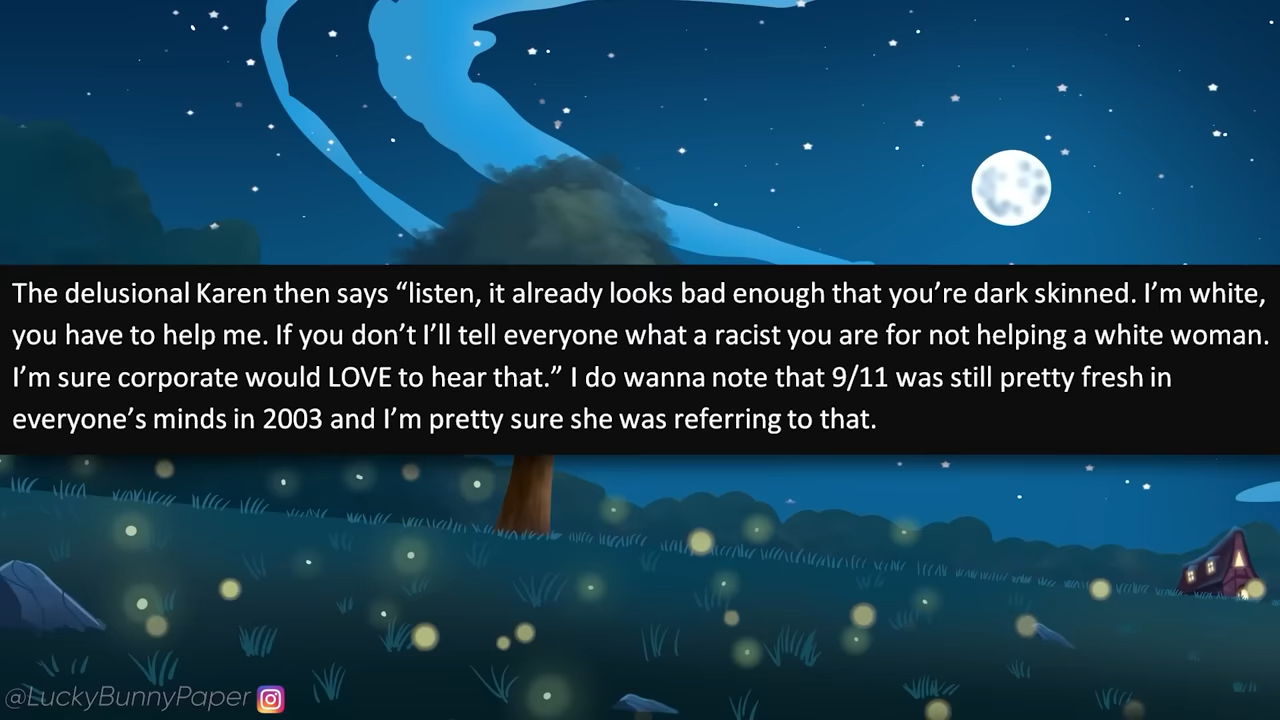 The delusional Karen then says “listen, it already looks bad enough that you’re dark skinned. I’m white,
you have to help me. If you don’t I’ll tell everyone what a racist you are for not helping a white woman.
I’m sure corporate would LOVE to hear that.” I do wanna note that 9/11 was still pretty fresh in
everyone’s minds in 2003 and I’m pretty sure she was referring to that.
@LuckyBunnyPaper